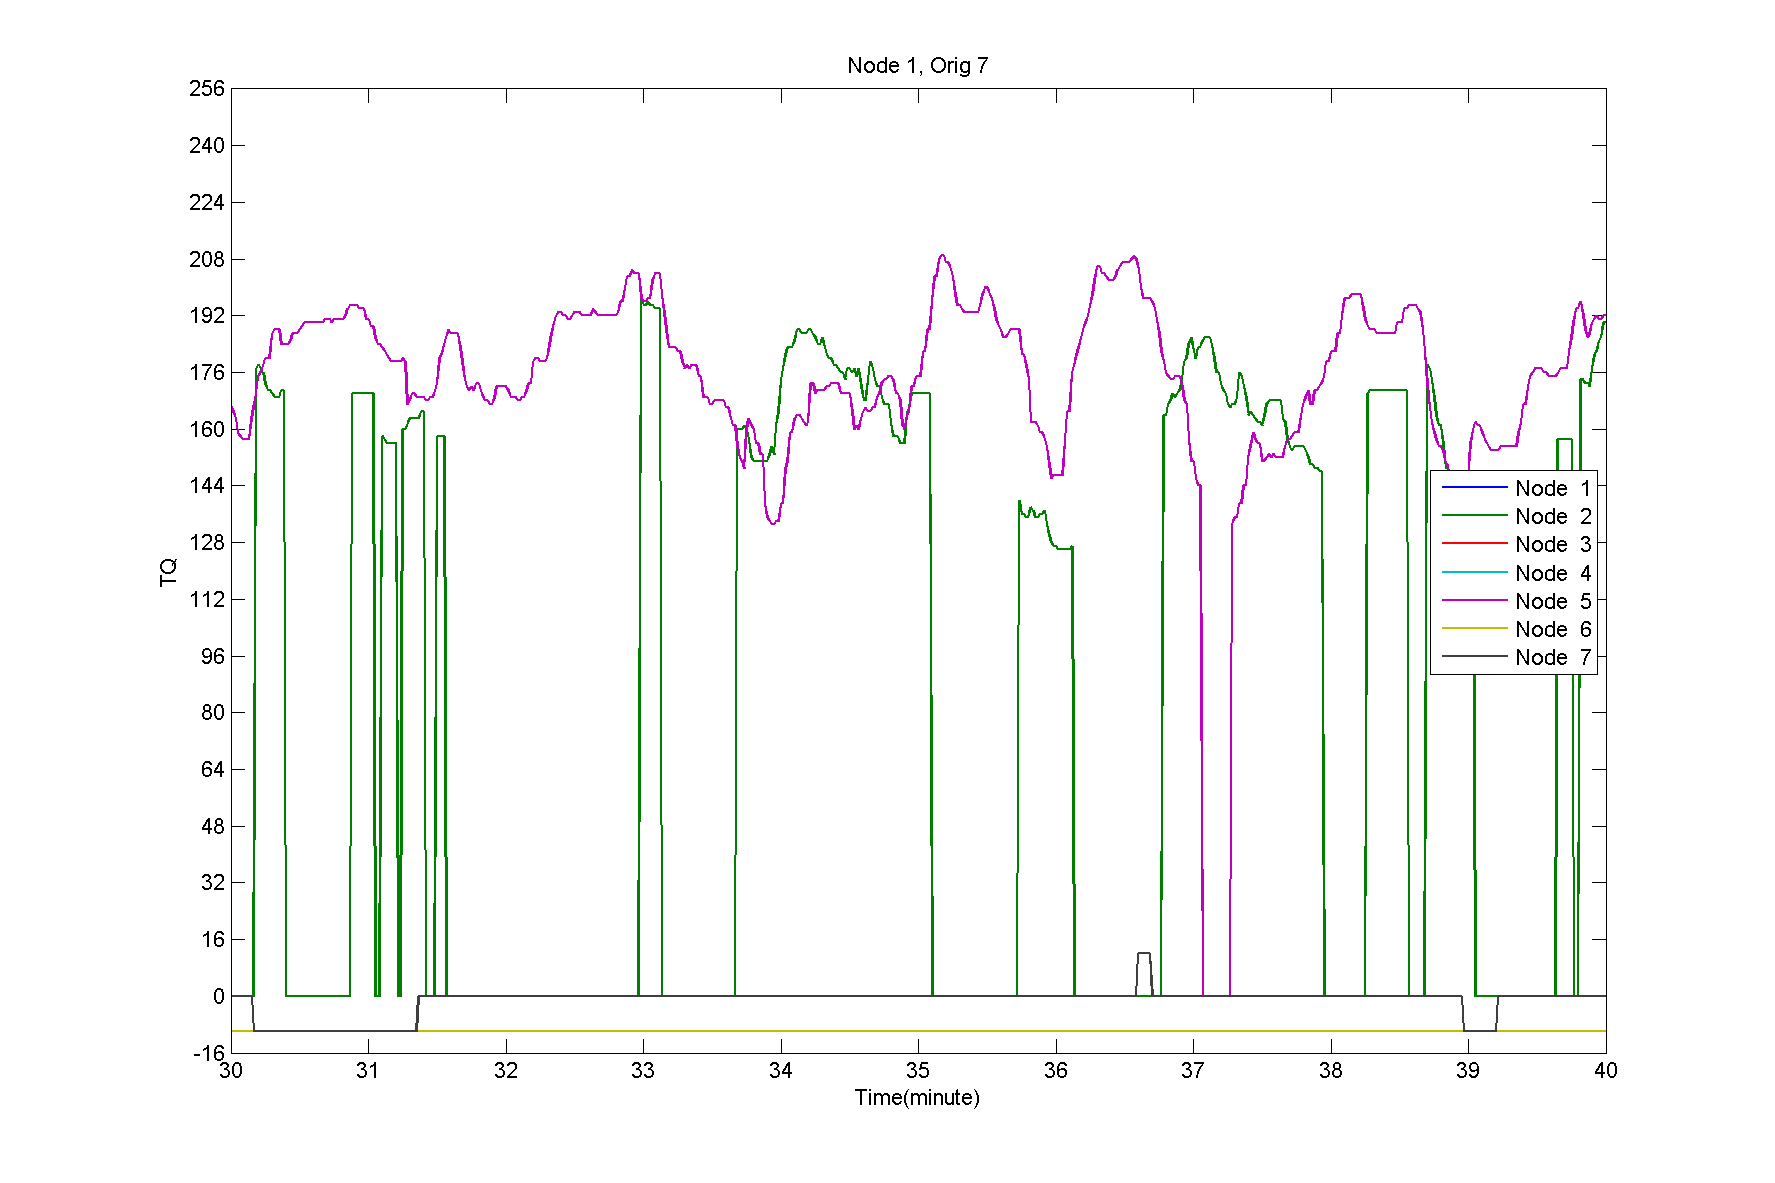 Node 1, Orig 7
256
240
224
208
192
176
160
144
128
112
96
80
64
48
32
16
0
-16
TQ
Node 1
Node 2
Node 3
Node 4
Node 5
Node 6
Node 7
30 31 32 33 34 35 36 37 38 39 40
Time(minute)